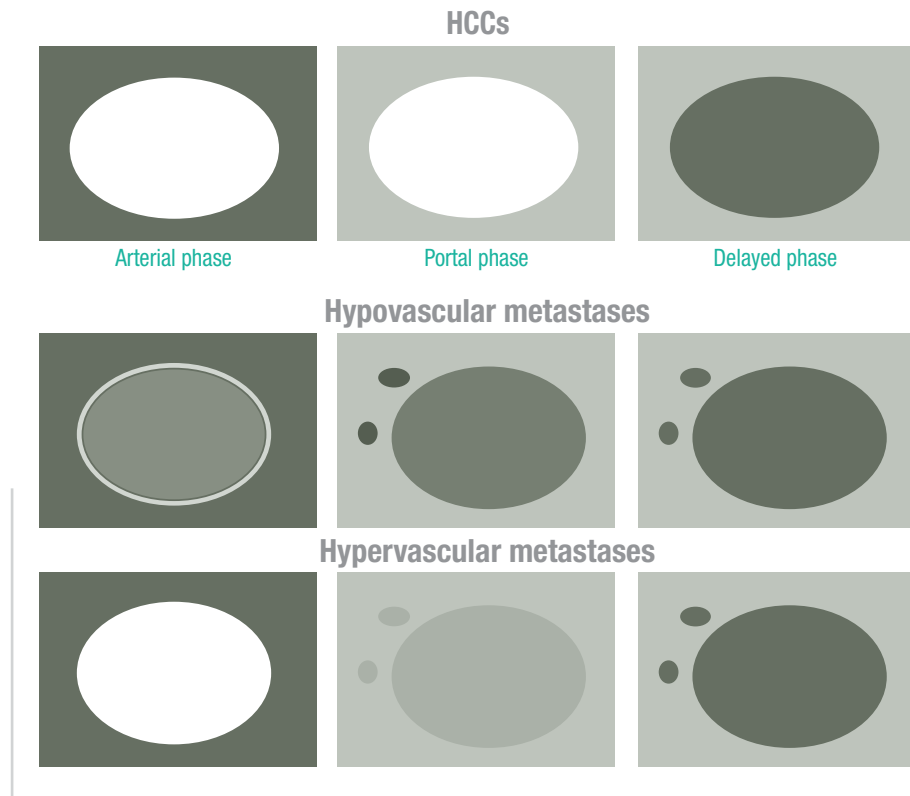 HCCs
Arterial phase
Portal phase
Delayed phase
Hypovascular metastases
Hypervascular metastases